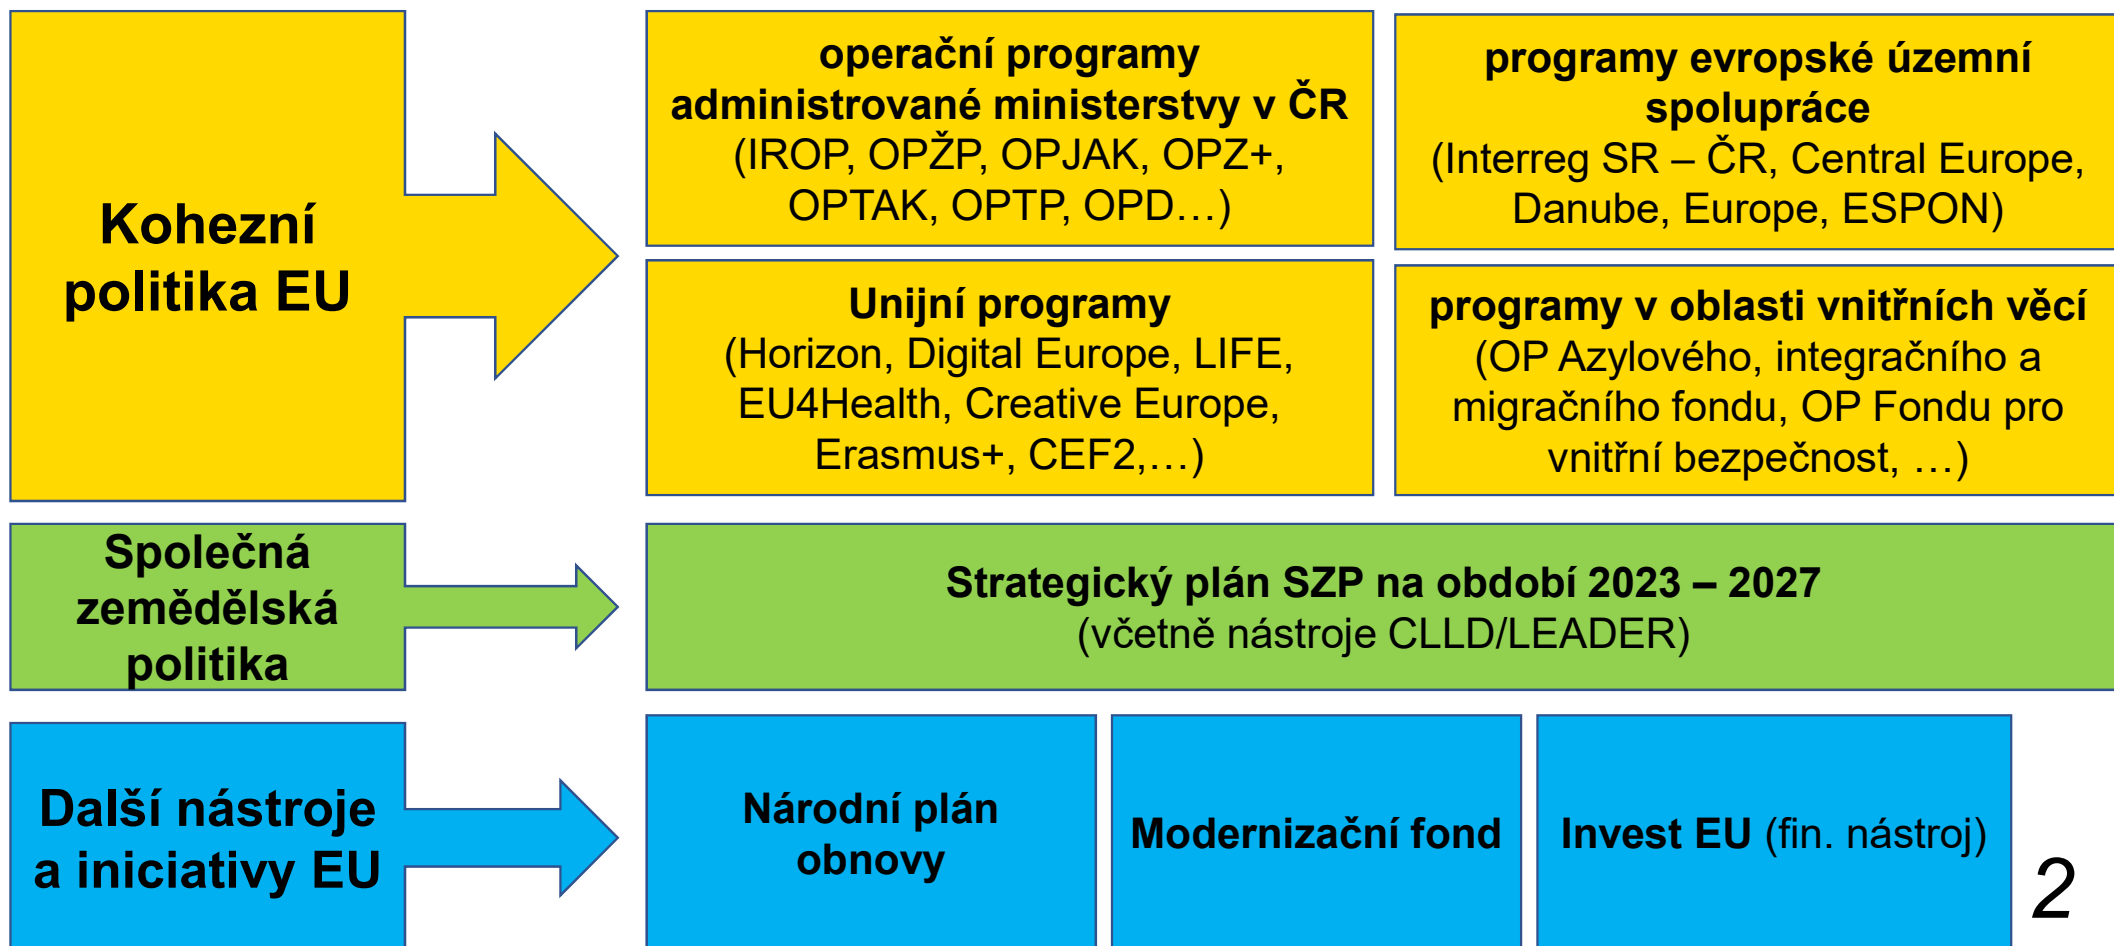 Kohezní
politika EU
operační programy
administrované ministerstvy v ČR
(IROP, OPŽP, OPJAK, OPZ+,
OPTAK, OPTP, OPD…)
programy evropské územní
spolupráce
(Interreg SR – ČR, Central Europe,
Danube, Europe, ESPON)
Unijní programy
(Horizon, Digital Europe, LIFE,
EU4Health, Creative Europe,
Erasmus+, CEF2,…)
programy v oblasti vnitřních věcí
(OP Azylového, integračního a
migračního fondu, OP Fondu pro
vnitřní bezpečnost, …)
Společná
zemědělská
politika
Strategický plán SZP na období 2023 – 2027
(včetně nástroje CLLD/LEADER)
Další nástroje
a iniciativy EU
Národní plán
obnovy
Modernizační fond
Invest EU (fin. nástroj)
2